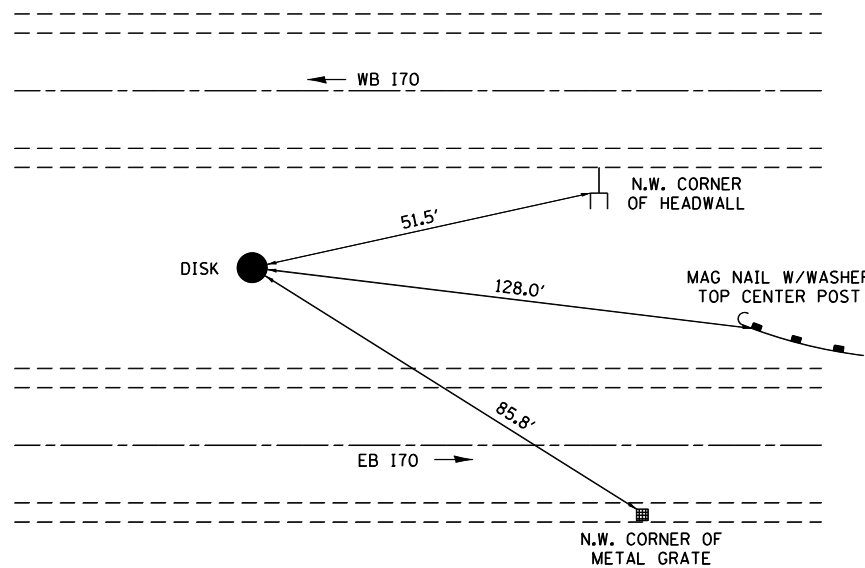 WB I70
N.W. CORNER
OF HEADWALL
51.5'
DISK
MAG NAIL W/WASHER
TOP CENTER POST
128.0'
85.8'
EB I70
N.W. CORNER OF
METAL GRATE